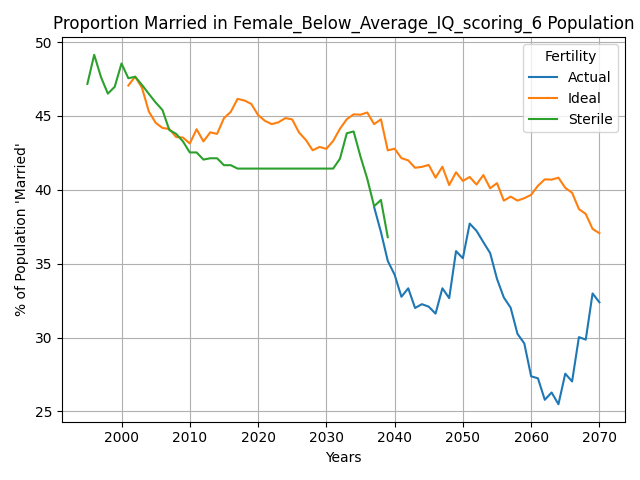 Proportion Married in Female_Below_Average_IQ_scoring_6 Population
% of Population 'Married'
50
45
40
35
30
25
Fertility
Actual
Ideal
Sterile
2000 2010 2020 2030 2040 2050 2060 2070
Years